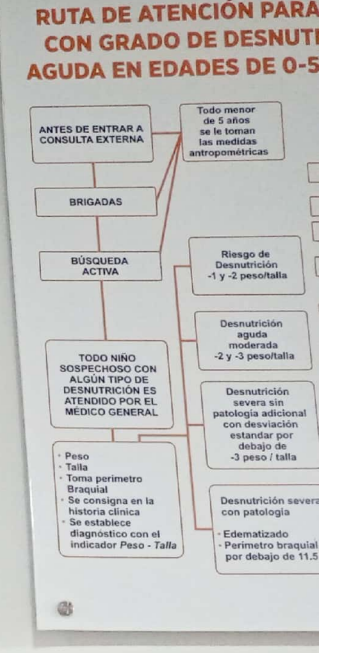 RUTA DE ATENCIÓN PARA
CON GRADO DE DESNUT
AGUDA EN EDADES DE 0-5
ANTES DE ENTRAR A
CONSULTA EXTERNA
Todo menor
de 5 años
se le toman
las medidas
antropométricas
BRIGADAS
BÚSQUEDA
ACTIVA
Riesgo de
Desnutrición
-1 y -2 peso/talla
Desnutrición
aguda
moderada
-2 y -3 peso/talla
TODO NIÑO
SOSPECHOSO CON
ALGÚN TIPO DE
DESNUTRICIÓN ES
ATENDIDO POR EL
MÉDICO GENERAL
Desnutrición
severa sin
patología adicional
con desviación
estandar por
debajo de
-3 peso / talla
- Peso
- Talla
- Toma perimetro
Braquial
- Se consigna en la
historia clinica
- Se establece
diagnóstico con el
indicador Peso - Talla
Desnutrición severa
con patología
- Edematizado
- Perimetro braquial
por debajo de 11.5